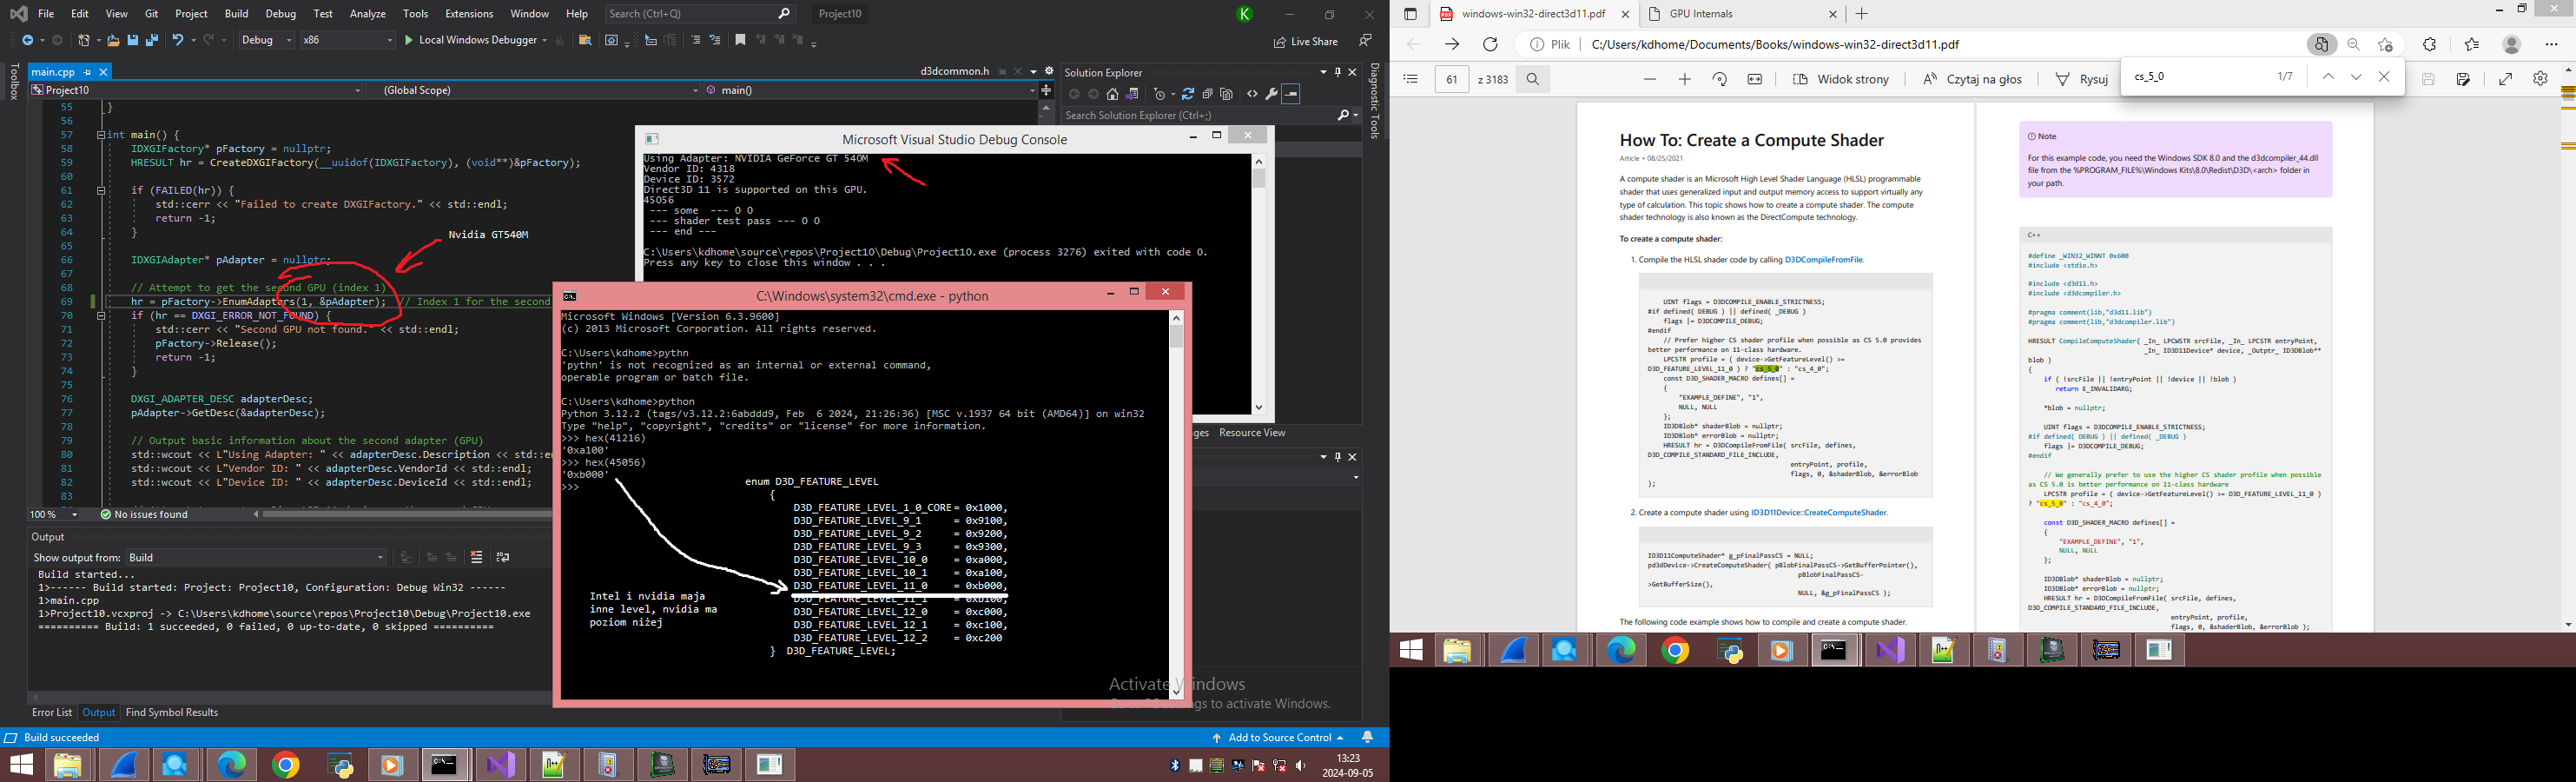 File Edit View Git Project Build Debug Test Analyze Tools Extensions Window Help Search (Ctrl+Q) Project10
K
Debug x86 Local Windows Debugger Live Share
Toolbox
main.cpp d3dcommon.h
Project10 (Global Scope) main()
55 }
56
57 int main() {
58 IDXGIFactory* pFactory = nullptr;
59 HRESULT hr = CreateDXGIFactory(__uuidof(IDXGIFactory), (void**)&pFactory);
60
61 if (FAILED(hr)) {
62 std::cerr << "Failed to create DXGIFactory." << std::endl;
63 return -1;
64 }
65
66 IDXGIAdapter* pAdapter = nullptr;
67
68 // Attempt to get the second GPU (index 1)
69 hr = pFactory->EnumAdapters(1, &pAdapter); // Index 1 for the second
70 if (hr == DXGI_ERROR_NOT_FOUND) {
71 std::cerr << "Second GPU not found." << std::endl;
72 pFactory->Release();
73 return -1;
74 }
75
76 DXGI_ADAPTER_DESC adapterDesc;
77 pAdapter->GetDesc(&adapterDesc);
78
79 // Output basic information about the second adapter (GPU)
80 std::wcout << L"Using Adapter: " << adapterDesc.Description << std::e
81 std::wcout << L"Vendor ID: " << adapterDesc.VendorId << std::endl;
82 std::wcout << L"Device ID: " << adapterDesc.DeviceId << std::endl;
83
Nvidia GT540M
100 % No issues found
Output
Show output from: Build
Build started...
1>------ Build started: Project: Project10, Configuration: Debug Win32 ------
1>main.cpp
1>Project10.vcxproj -> C:\Users\kdhome\source\repos\Project10\Debug\Project10.exe
========== Build: 1 succeeded, 0 failed, 0 up-to-date, 0 skipped ==========
Error List Output Find Symbol Results
Build succeeded
Add to Source Control
Solution Explorer
Search Solution Explorer (Ctrl+;)
Diagnostic Tools
Resource View
Microsoft Visual Studio Debug Console
Using Adapter: NVIDIA GeForce GT 540M
Vendor ID: 4318
Device ID: 3572
Direct3D 11 is supported on this GPU.
45056
--- some --- 0 0
--- shader test pass --- 0 0
--- end ---
C:\Users\kdhome\source\repos\Project10\Debug\Project10.exe (process 3276) exited with code 0.
Press any key to close this window . . .
C:\Windows\system32\cmd.exe - python
Microsoft Windows [Version 6.3.9600]
(c) 2013 Microsoft Corporation. All rights reserved.
C:\Users\kdhome>pythn
'pythn' is not recognized as an internal or external command,
operable program or batch file.
C:\Users\kdhome>python
Python 3.12.2 (tags/v3.12.2:6abddd9, Feb 6 2024, 21:26:36) [MSC v.1937 64 bit (AMD64)] on win32
Type "help", "copyright", "credits" or "license" for more information.
>>> hex(41216)
'0xa100'
>>> hex(45056)
'0xb000'
>>>
enum D3D_FEATURE_LEVEL
{
D3D_FEATURE_LEVEL_1_0_CORE = 0x1000,
D3D_FEATURE_LEVEL_9_1 = 0x9100,
D3D_FEATURE_LEVEL_9_2 = 0x9200,
D3D_FEATURE_LEVEL_9_3 = 0x9300,
D3D_FEATURE_LEVEL_10_0 = 0xa000,
D3D_FEATURE_LEVEL_10_1 = 0xa100,
D3D_FEATURE_LEVEL_11_0 = 0xb000,
D3D_FEATURE_LEVEL_11_1 = 0xb100,
D3D_FEATURE_LEVEL_12_0 = 0xc000,
D3D_FEATURE_LEVEL_12_1 = 0xc100,
D3D_FEATURE_LEVEL_12_2 = 0xc200
} D3D_FEATURE_LEVEL;
Intel i nvidia maja
inne level, nvidia ma
poziom niżej
Activate Windows
ngs to activate Windows.
13:23
2024-09-05
windows-win32-direct3d11.pdf GPU Internals
Plik C:/Users/kdhome/Documents/Books/windows-win32-direct3d11.pdf
61 z 3183 Widok strony Czytaj na głos Rysuj
cs_5_0 1/7
How To: Create a Compute Shader
Article • 08/25/2021
A compute shader is an Microsoft High Level Shader Language (HLSL) programmable
shader that uses generalized input and output memory access to support virtually any
type of calculation. This topic shows how to create a compute shader. The compute
shader technology is also known as the DirectCompute technology.
To create a compute shader:
1. Compile the HLSL shader code by calling D3DCompileFromFile.
UINT flags = D3DCOMPILE_ENABLE_STRICTNESS;
#if defined( DEBUG ) || defined( _DEBUG )
flags |= D3DCOMPILE_DEBUG;
#endif
// Prefer higher CS shader profile when possible as CS 5.0 provides
better performance on 11-class hardware.
LPCSTR profile = ( device->GetFeatureLevel() >=
D3D_FEATURE_LEVEL_11_0 ) ? "cs_5_0" : "cs_4_0";
const D3D_SHADER_MACRO defines[] =
{
"EXAMPLE_DEFINE", "1",
NULL, NULL
};
ID3DBlob* shaderBlob = nullptr;
ID3DBlob* errorBlob = nullptr;
HRESULT hr = D3DCompileFromFile( srcFile, defines,
D3D_COMPILE_STANDARD_FILE_INCLUDE,
entryPoint, profile,
flags, 0, &shaderBlob, &errorBlob
);
2. Create a compute shader using ID3D11Device::CreateComputeShader.
ID3D11ComputeShader* g_pFinalPassCS = NULL;
pd3dDevice->CreateComputeShader( pBlobFinalPassCS->GetBufferPointer(),
pBlobFinalPassCS-
>GetBufferSize(),
NULL, &g_pFinalPassCS );
The following code example shows how to compile and create a compute shader.
Note
For this example code, you need the Windows SDK 8.0 and the d3dcompiler_44.dll
file from the %PROGRAM_FILE%\Windows Kits\8.0\Redist\D3D\<arch> folder in
your path.
C++
#define _WIN32_WINNT 0x600
#include <stdio.h>
#include <d3d11.h>
#include <d3dcompiler.h>
#pragma comment(lib,"d3d11.lib")
#pragma comment(lib,"d3dcompiler.lib")
HRESULT CompileComputeShader( _In_ LPCWSTR srcFile, _In_ LPCSTR entryPoint,
_In_ ID3D11Device* device, _Outptr_ ID3DBlob**
blob )
{
if ( !srcFile || !entryPoint || !device || !blob )
return E_INVALIDARG;
*blob = nullptr;
UINT flags = D3DCOMPILE_ENABLE_STRICTNESS;
#if defined( DEBUG ) || defined( _DEBUG )
flags |= D3DCOMPILE_DEBUG;
#endif
// We generally prefer to use the higher CS shader profile when possible
as CS 5.0 is better performance on 11-class hardware
LPCSTR profile = ( device->GetFeatureLevel() >= D3D_FEATURE_LEVEL_11_0 )
? "cs_5_0" : "cs_4_0";
const D3D_SHADER_MACRO defines[] =
{
"EXAMPLE_DEFINE", "1",
NULL, NULL
};
ID3DBlob* shaderBlob = nullptr;
ID3DBlob* errorBlob = nullptr;
HRESULT hr = D3DCompileFromFile( srcFile, defines,
D3D_COMPILE_STANDARD_FILE_INCLUDE,
entryPoint, profile,
flags, 0, &shaderBlob, &errorBlob );